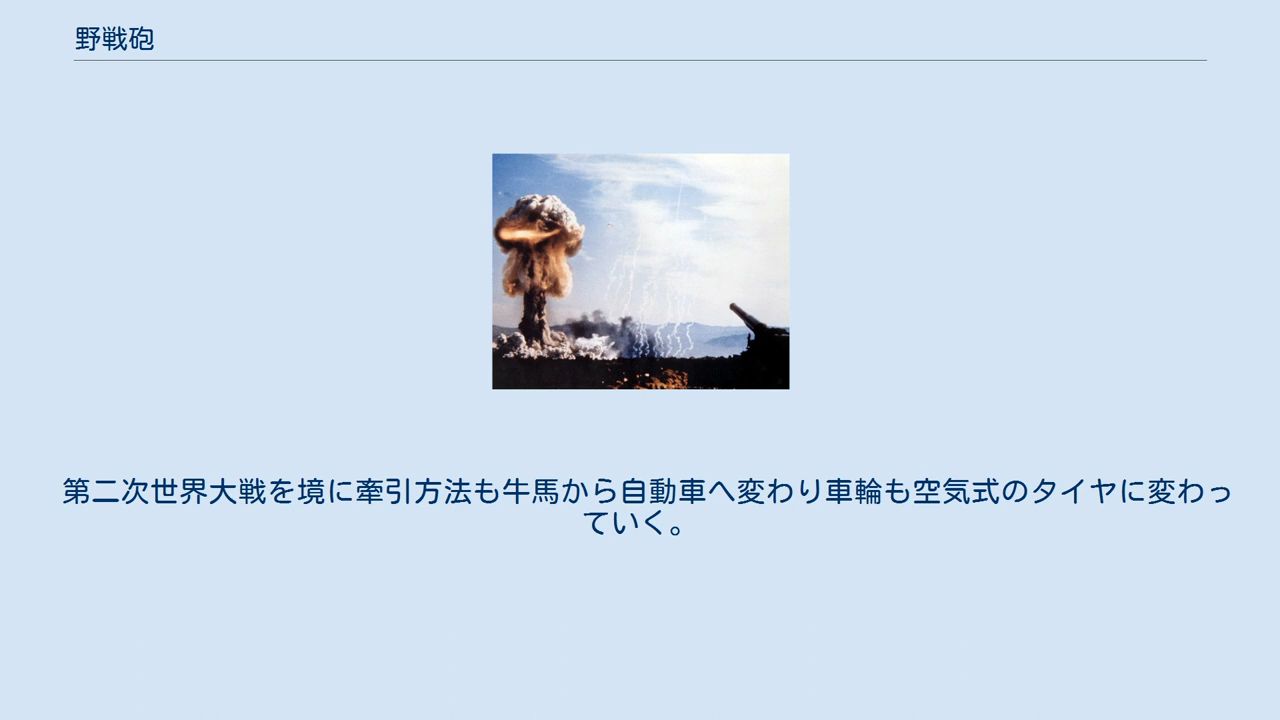 野戦砲
第二次世界大戦を境に牽引方法も牛馬から自動車へ変わり車輪も空気式のタイヤに変わっ
ていく。